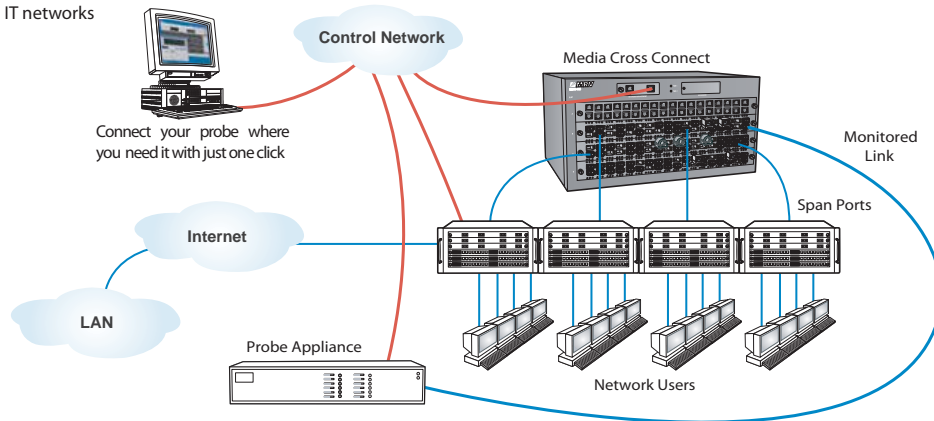 IT networks
Control Network
Media Cross Connect
MRV
Connect your probe where
you need it with just one click
Monitored
Link
Span Ports
Internet
LAN
Probe Appliance
Network Users